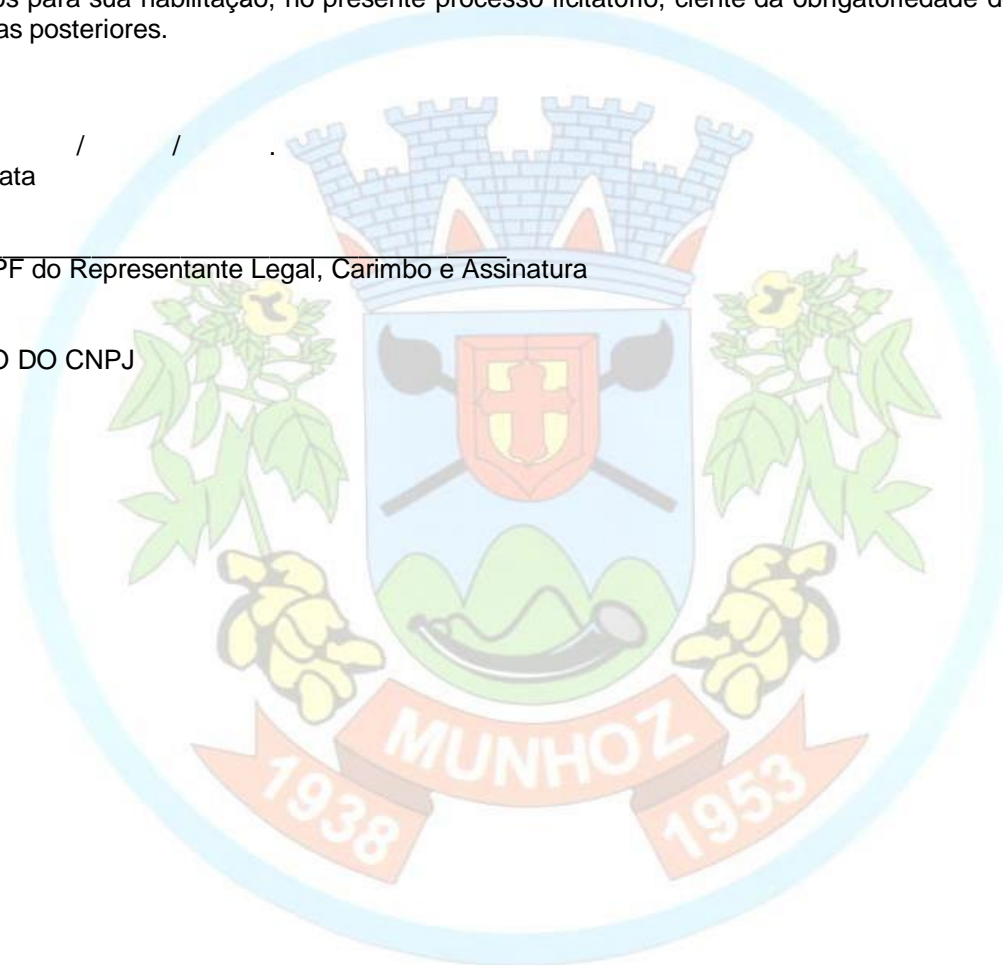 os para sua habilitação, no presente processo licitatório, ciente da obrigatoriedade d
as posteriores.
/ / .
ata
PF do Representante Legal, Carimbo e Assinatura
O DO CNPJ
MUNHOZ
1938
1953